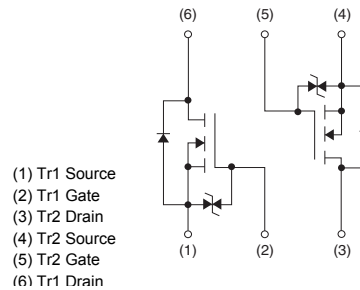 (6) (5) (4)
(1) Tr1 Source
(2) Tr1 Gate
(3) Tr2 Drain
(4) Tr2 Source
(5) Tr2 Gate
(6) Tr1 Drain
(1) (2) (3)